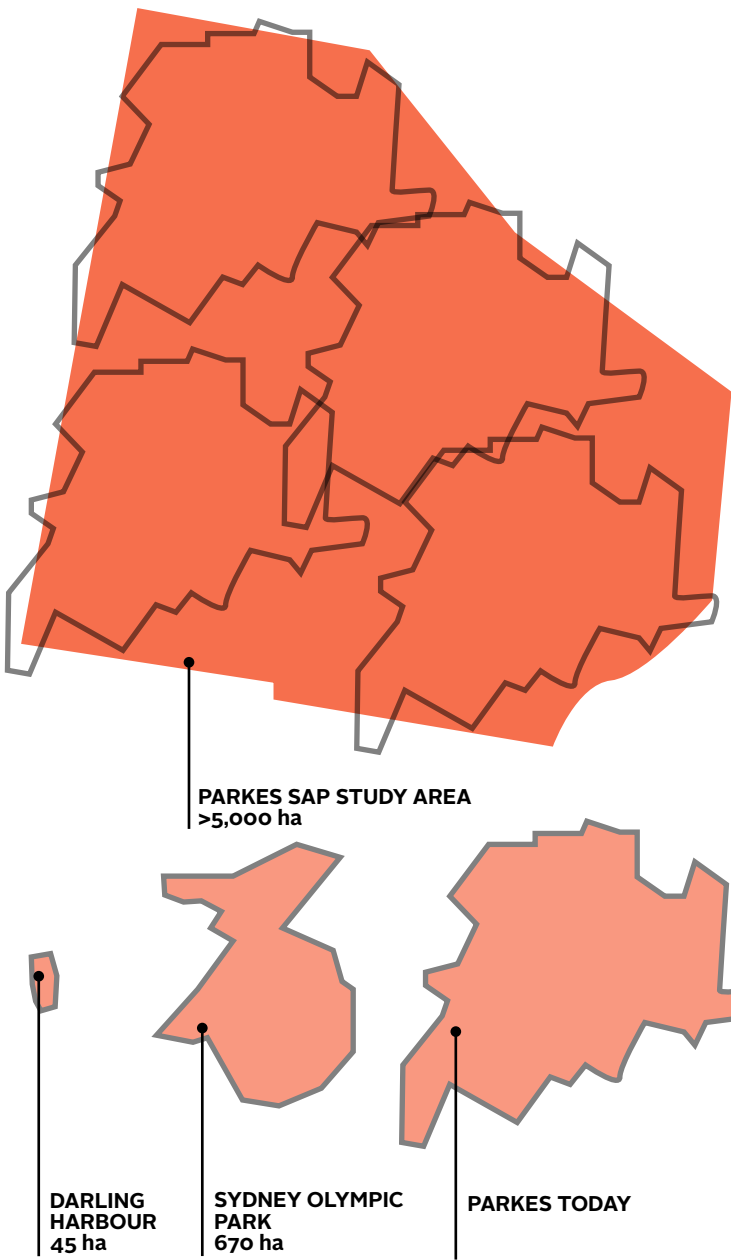 PARKES SAP STUDY AREA
>5,000 ha
DARLING
HARBOUR
45 ha
SYDNEY OLYMPIC
PARK
670 ha
PARKES TODAY